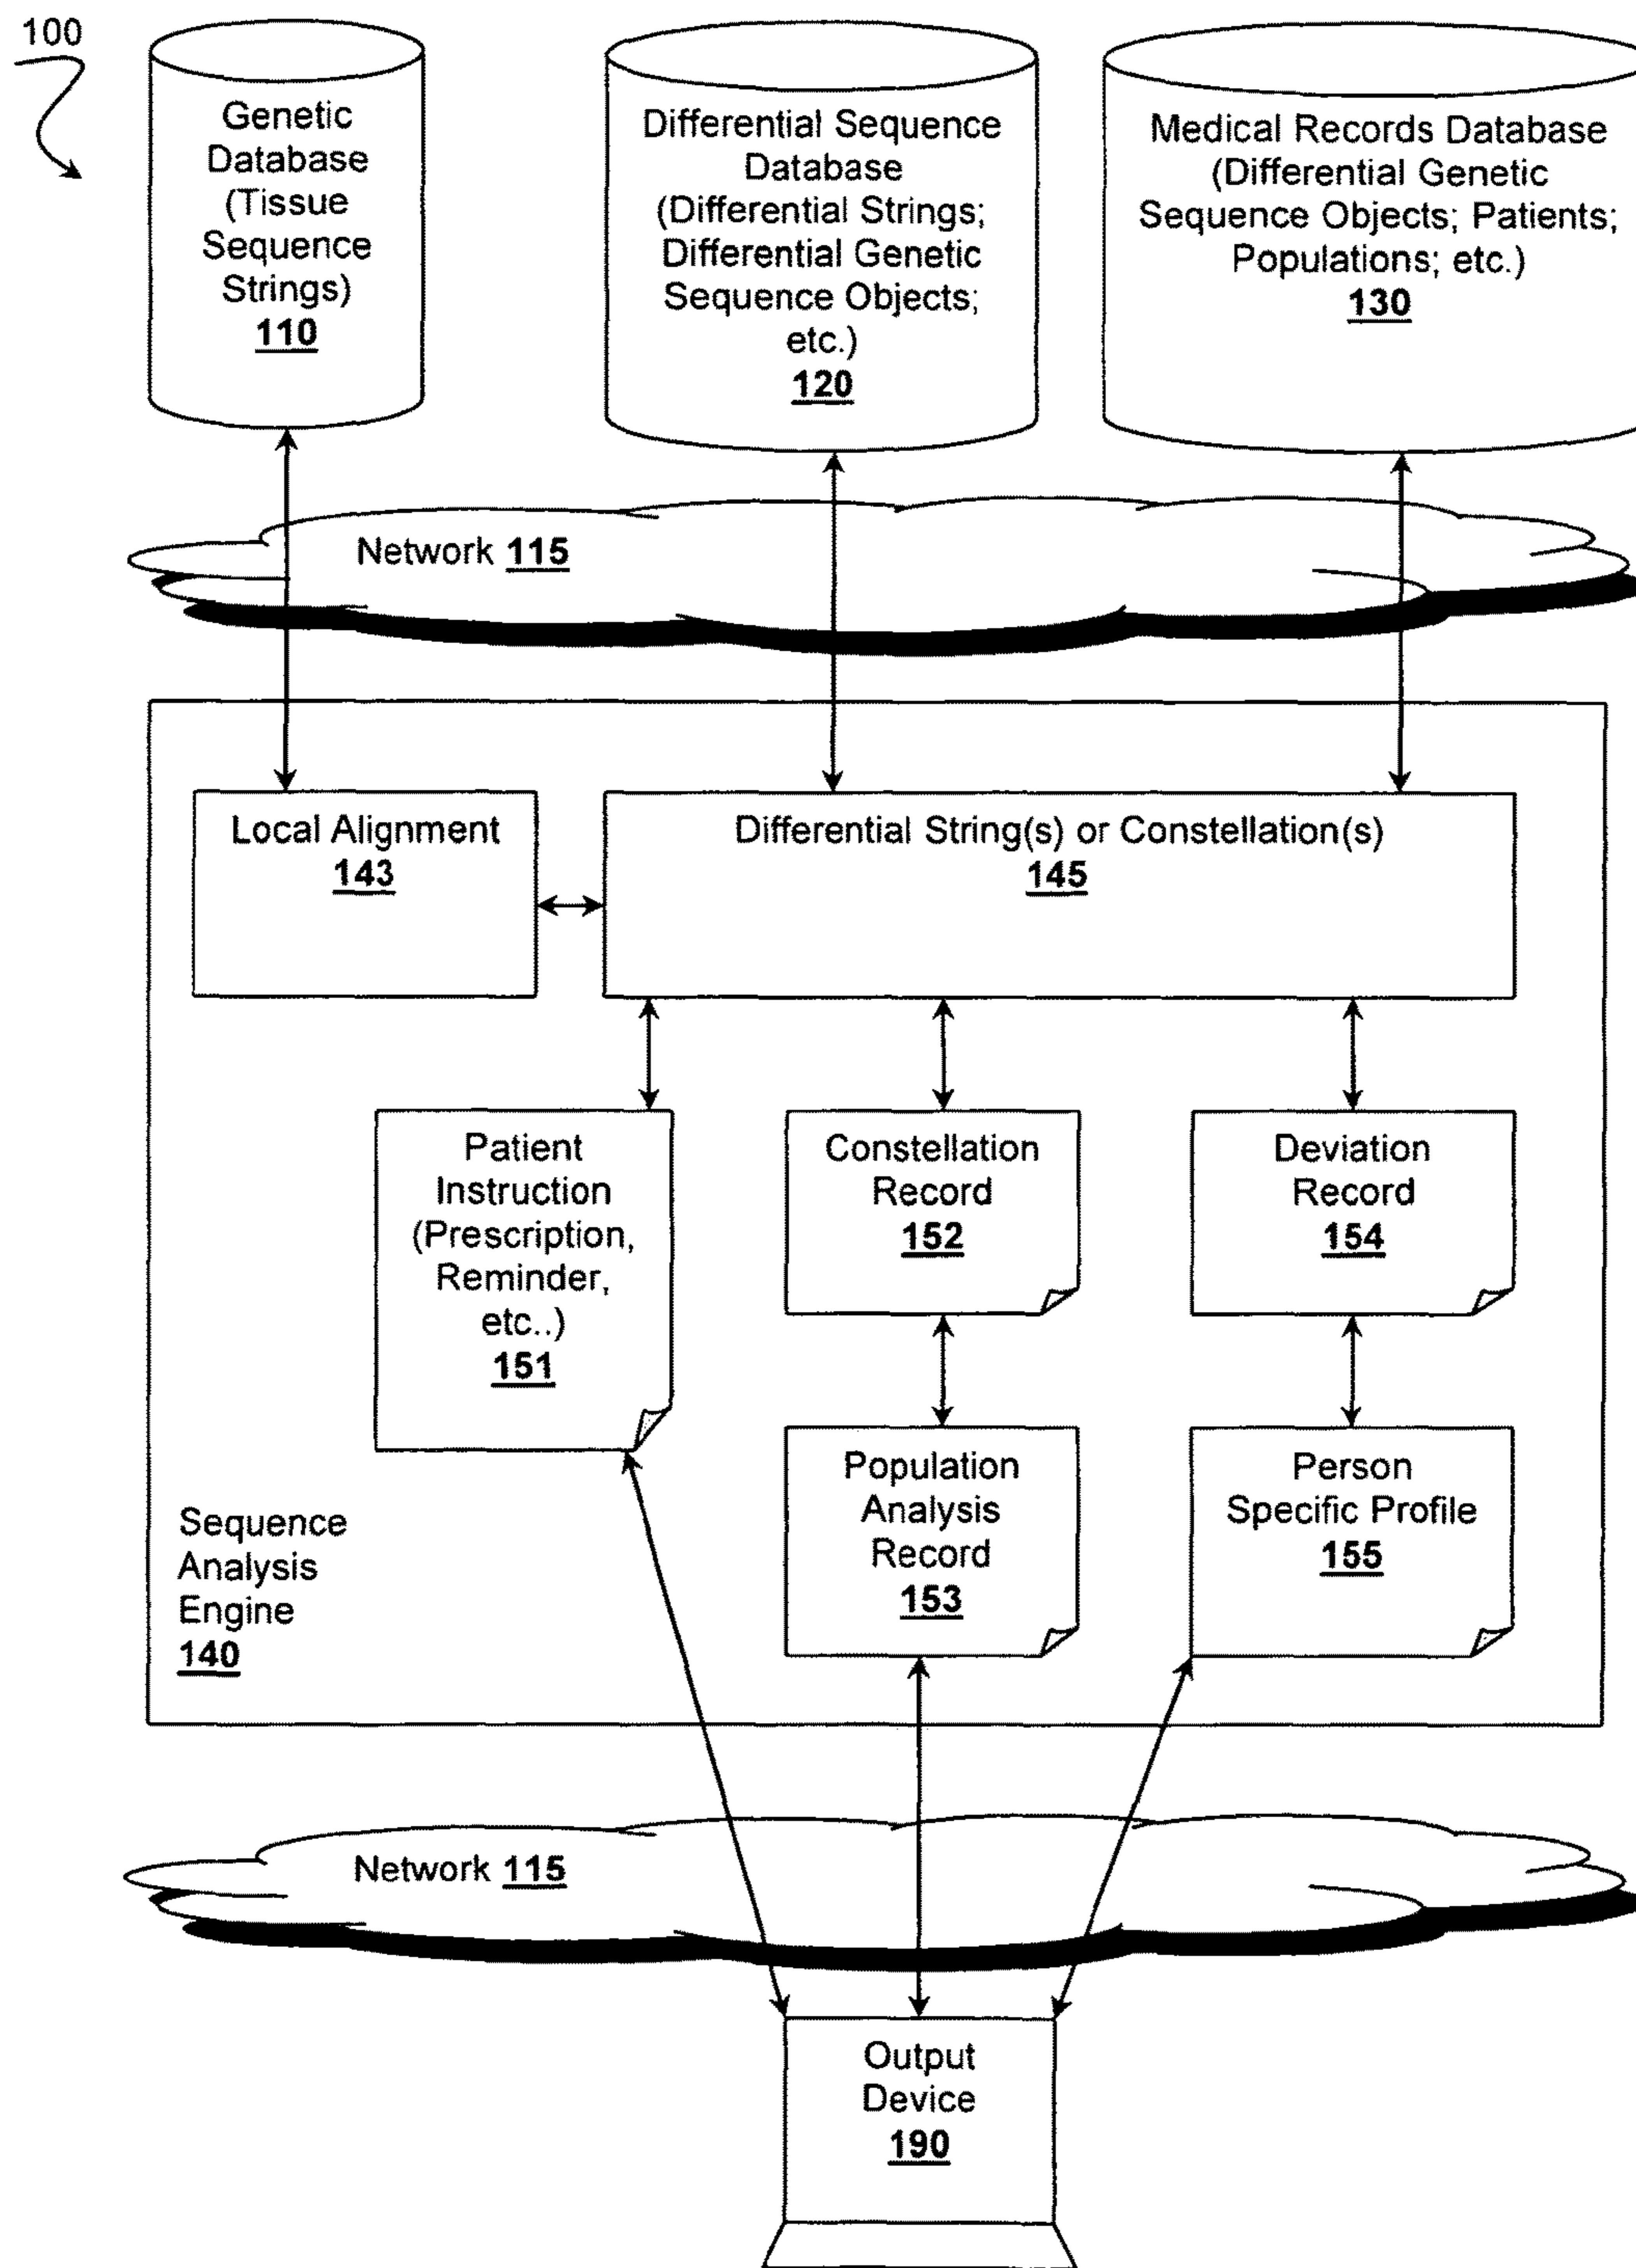 100
Genetic
Database
(Tissue
Sequence
Strings)
110
Differential Sequence
Database
(Differential Strings;
Differential Genetic
Sequence Objects;
etc.)
120
Medical Records Database
(Differential Genetic
Sequence Objects; Patients;
Populations; etc.)
130
Network 115
Local Alignment
143
Differential String(s) or Constellation(s)
145
Patient
Instruction
(Prescription,
Reminder,
etc..)
151
Constellation
Record
152
Deviation
Record
154
Population
Analysis
Record
153
Person
Specific Profile
155
Sequence
Analysis
Engine
140
Network 115
Output
Device
190